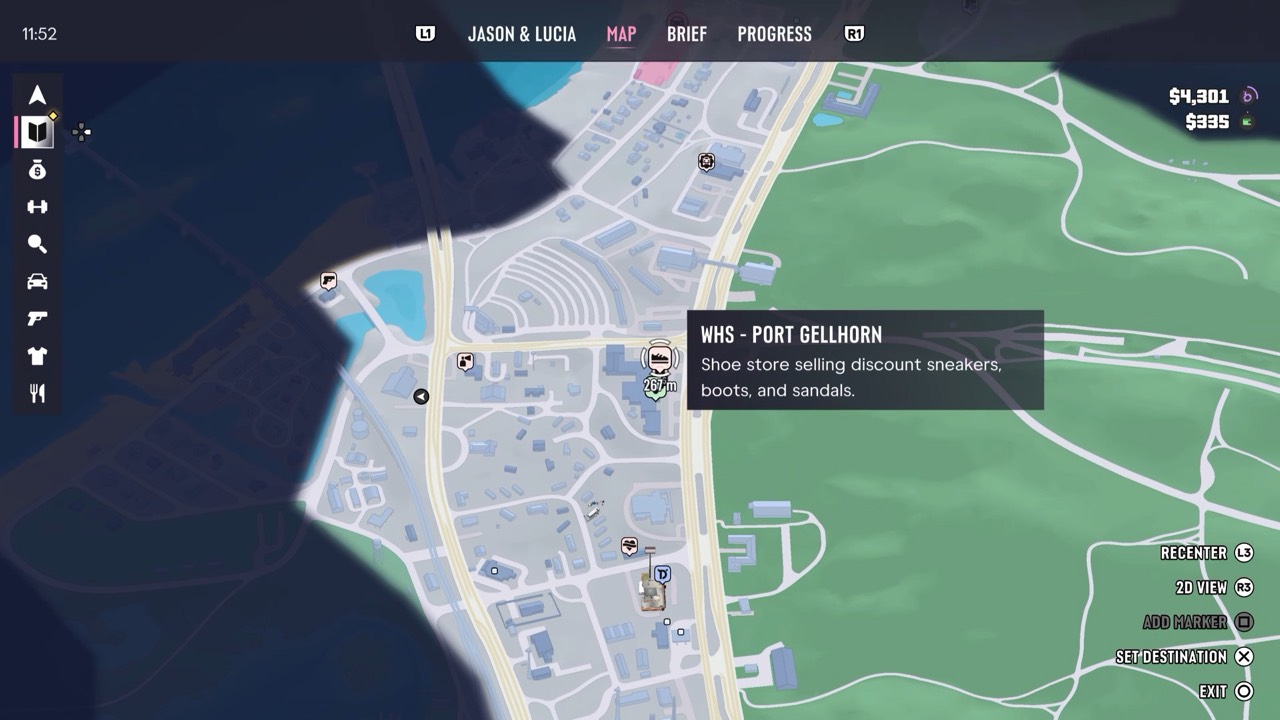 11:52
L1
JASON & LUCIA
MAP
BRIEF
PROGRESS
R1
$4,301
$335
WHS - PORT GELLHORN
Shoe store selling discount sneakers,
boots, and sandals.
267 m
D
RECENTER L3
2D VIEW R3
ADD MARKER
SET DESTINATION
EXIT